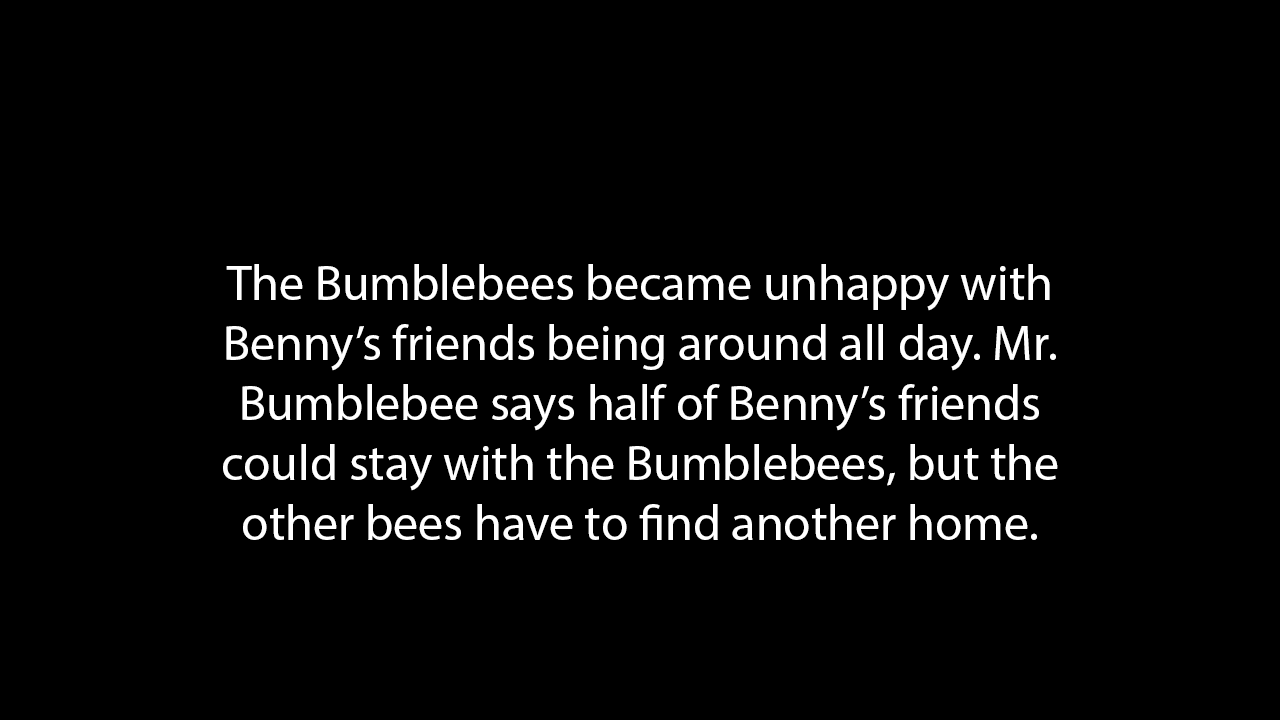 The Bumblebees became unhappy with
Benny’s friends being around all day. Mr.
Bumblebee says half of Benny’s friends
could stay with the Bumblebees, but the
other bees have to find another home.